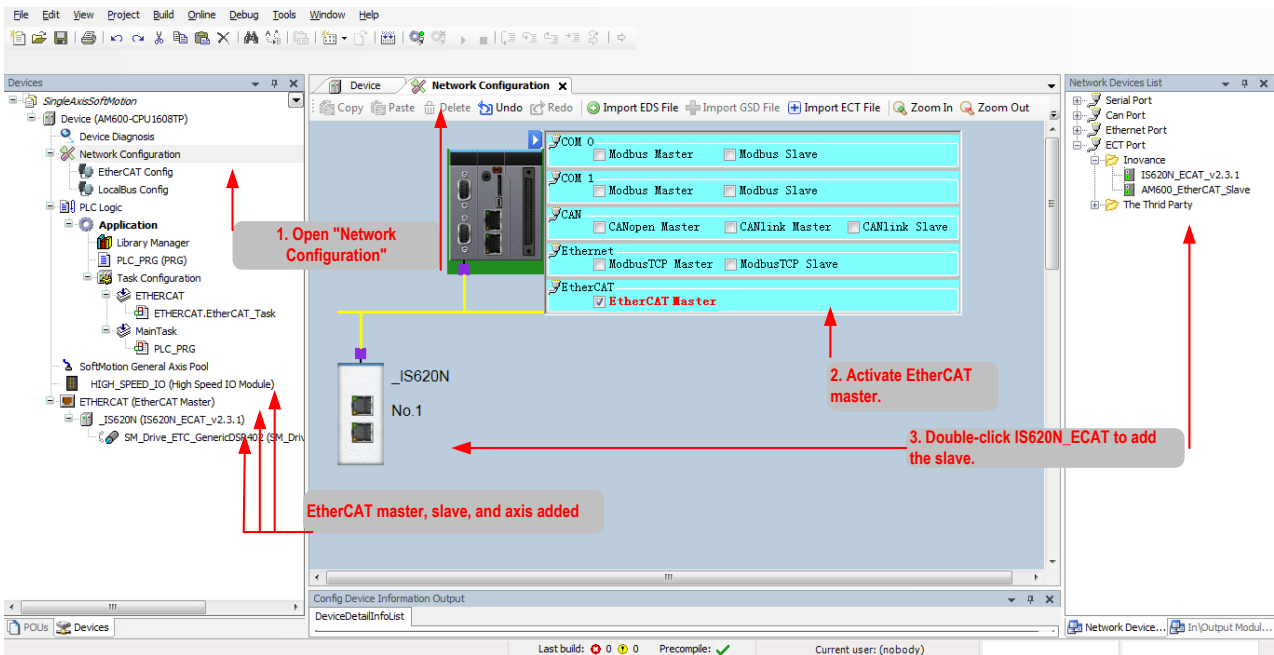 File Edit View Project Build Online Debug Tools Window Help
Devices
SingleAxisSoftMotion
Device (AM600-CPU1608TP)
Device Diagnosis
Network Configuration
EtherCAT Config
LocalBus Config
PLC Logic
Application
Library Manager
PLC_PRG (PRG)
Task Configuration
ETHERCAT
ETHERCAT.EtherCAT_Task
MainTask
PLC_PRG
SoftMotion General Axis Pool
HIGH_SPEED_IO (High Speed IO Module)
ETHERCAT (EtherCAT Master)
_IS620N (IS620N_ECAT_v2.3.1)
SM_Drive_ETC_GenericDSP402 (SM_Driv
POUs Devices
Device Network Configuration
Copy Paste Delete Undo Redo Import EDS File Import GSD File Import ECT File Zoom In Zoom Out
COM 0
Modbus Master Modbus Slave
COM 1
Modbus Master Modbus Slave
CAN
CANopen Master CANlink Master CANlink Slave
Ethernet
ModbusTCP Master ModbusTCP Slave
EtherCAT
EtherCAT Master
_IS620N
No.1
1. Open "Network
Configuration"
2. Activate EtherCAT
master.
3. Double-click IS620N_ECAT to add
the slave.
EtherCAT master, slave, and axis added
Config Device Information Output
DeviceDetailInfoList
Network Devices List
Serial Port
Can Port
Ethernet Port
ECT Port
Inovance
IS620N_ECAT_v2.3.1
AM600_EtherCAT_Slave
The Thrid Party
Network Device... In\Output Modul...
Last build: 0 0 Precompile: Current user: (nobody)